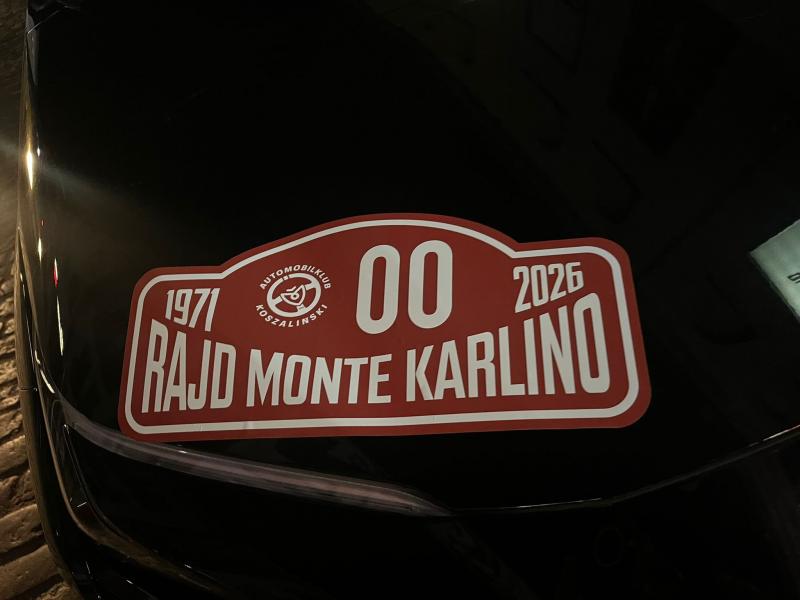 1971
AUTOMOBILKLUB
KOSZALIŃSKI
00
2026
RAJD MONTE KARLINO